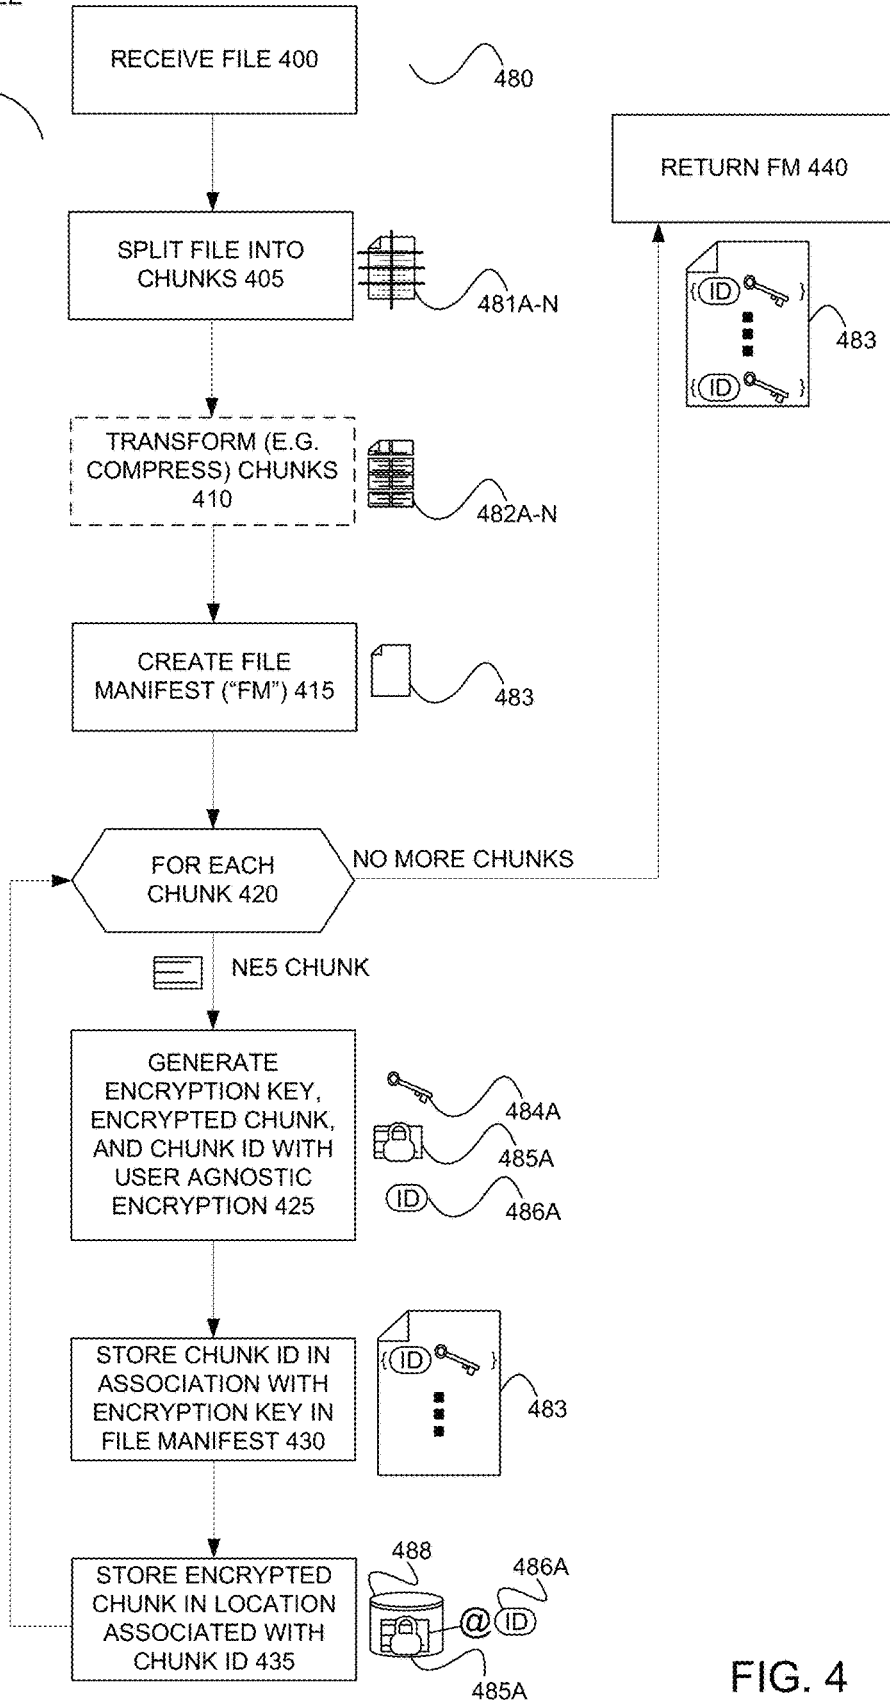 RECEIVE FILE 400
480
RETURN FM 440
SPLIT FILE INTO
CHUNKS 405
481A-N
{ ID }
{ ID }
483
TRANSFORM (E.G.
COMPRESS) CHUNKS
410
482A-N
CREATE FILE
MANIFEST ("FM") 415
483
FOR EACH
CHUNK 420
NO MORE CHUNKS
NE5 CHUNK
GENERATE
ENCRYPTION KEY,
ENCRYPTED CHUNK,
AND CHUNK ID WITH
USER AGNOSTIC
ENCRYPTION 425
484A
485A
ID
486A
STORE CHUNK ID IN
ASSOCIATION WITH
ENCRYPTION KEY IN
FILE MANIFEST 430
{ ID }
483
STORE ENCRYPTED
CHUNK IN LOCATION
ASSOCIATED WITH
CHUNK ID 435
488
486A
@ ID
485A
FIG. 4